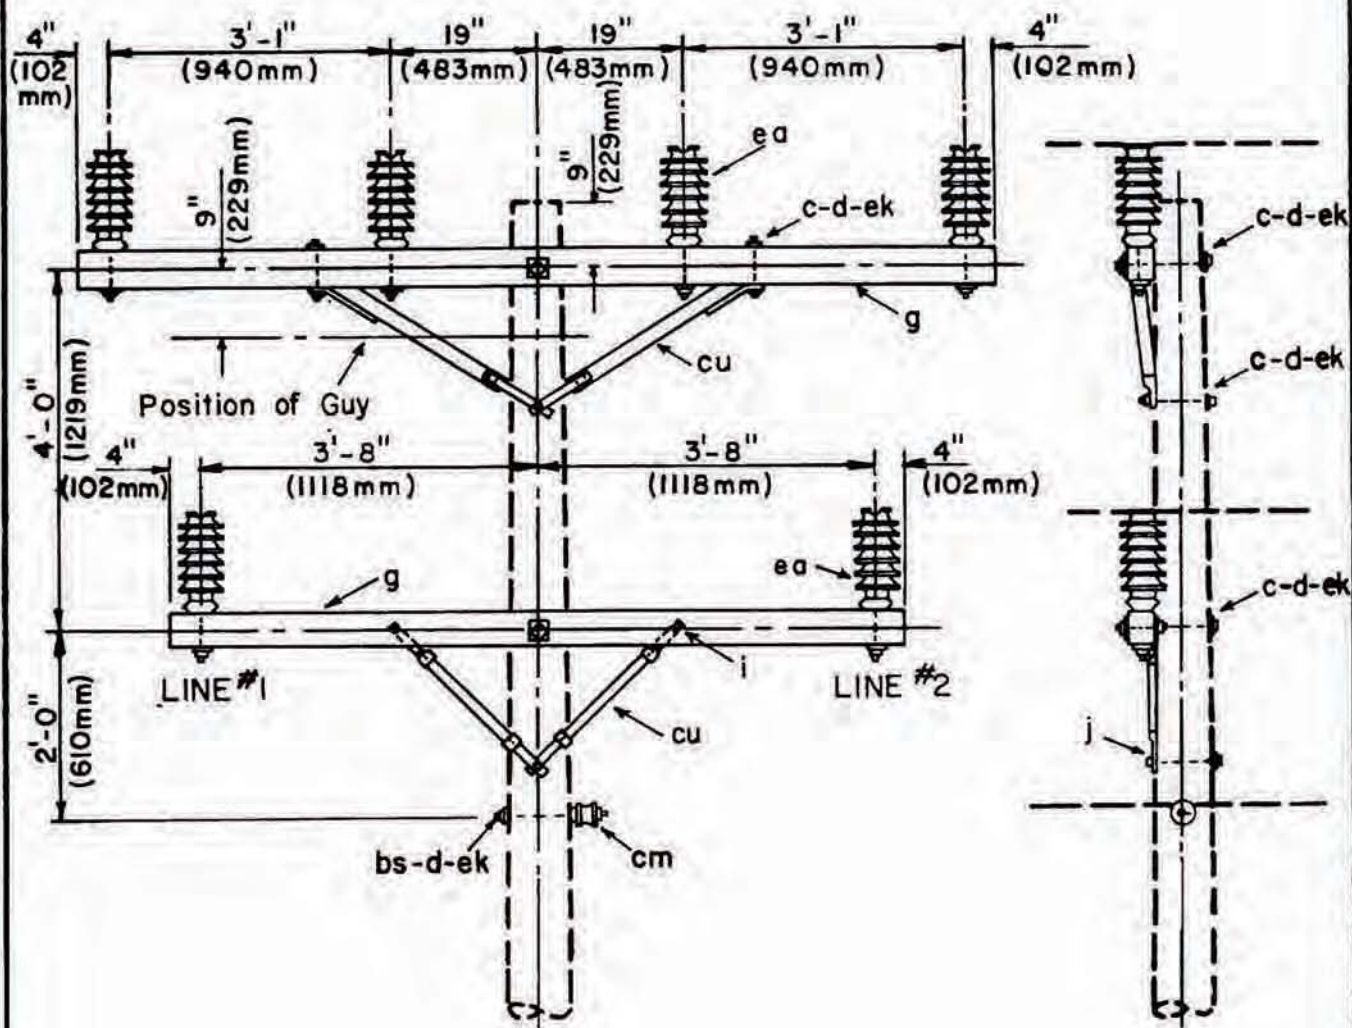 4" 3'-1" 19" 19" 3'-1" 4"
(102 mm) (940mm) (483mm) (483mm) (940mm) (102mm)
9" (229mm)
9" (229mm)
ea
c-d-ek
c-d-ek
g
cu
c-d-ek
Position of Guy
4'-0" (1219mm)
4" 3'-8" 3'-8" 4"
(102mm) (1118mm) (1118mm) (102mm)
g
ea
c-d-ek
i
LINE #1
LINE #2
2'-0" (610mm)
cu
j
bs-d-ek
cm